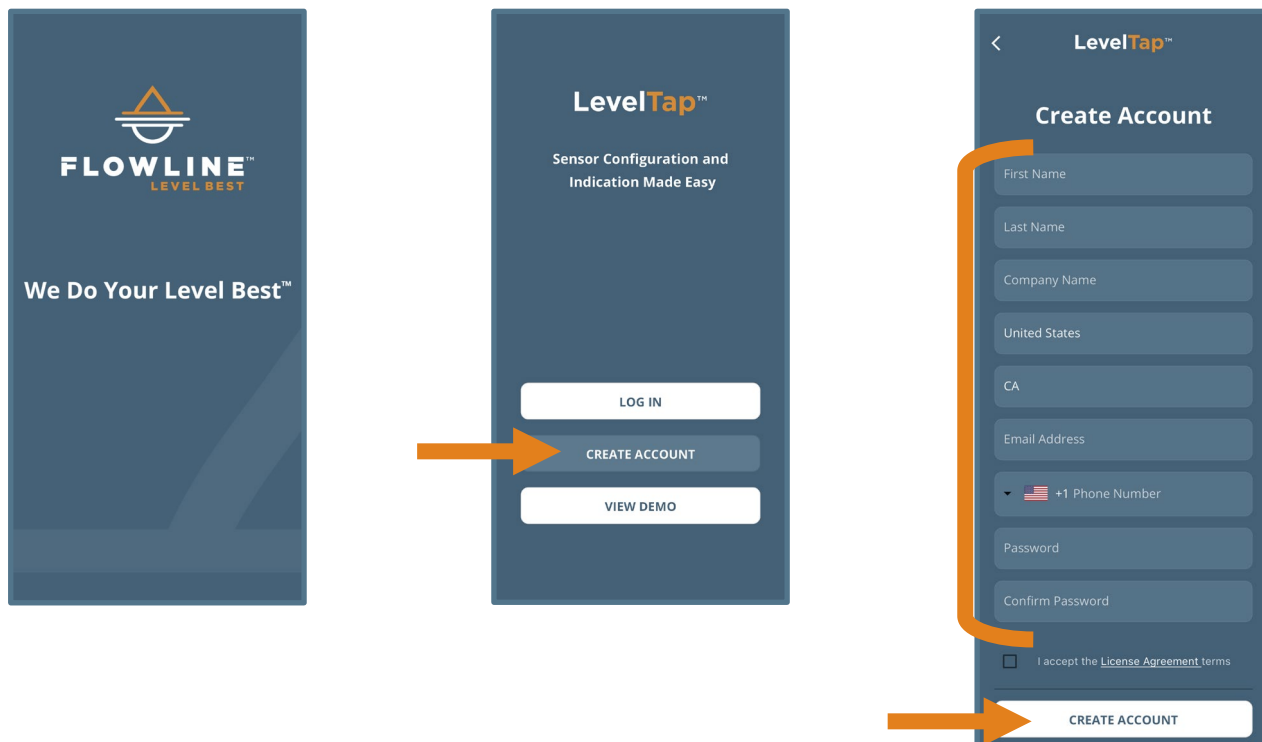 FLOWLINE™
LEVEL BEST
We Do Your Level Best™
LevelTap™
Sensor Configuration and
Indication Made Easy
LOG IN
CREATE ACCOUNT
VIEW DEMO
LevelTap™
Create Account
First Name
Last Name
Company Name
United States
CA
Email Address
+1 Phone Number
Password
Confirm Password
I accept the License Agreement terms
CREATE ACCOUNT